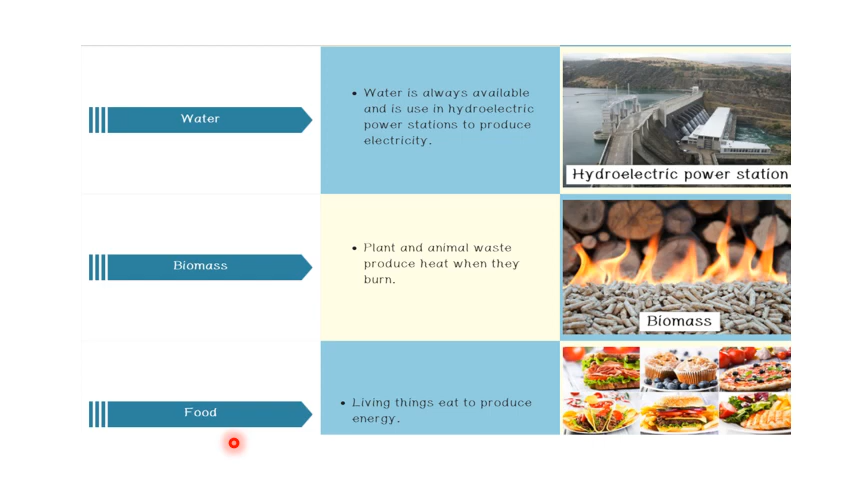 Water
• Water is always available
and is use in hydroelectric
power stations to produce
electricity.
Hydroelectric power station
Biomass
• Plant and animal waste
produce heat when they
burn.
Biomass
Food
• Living things eat to produce
energy.